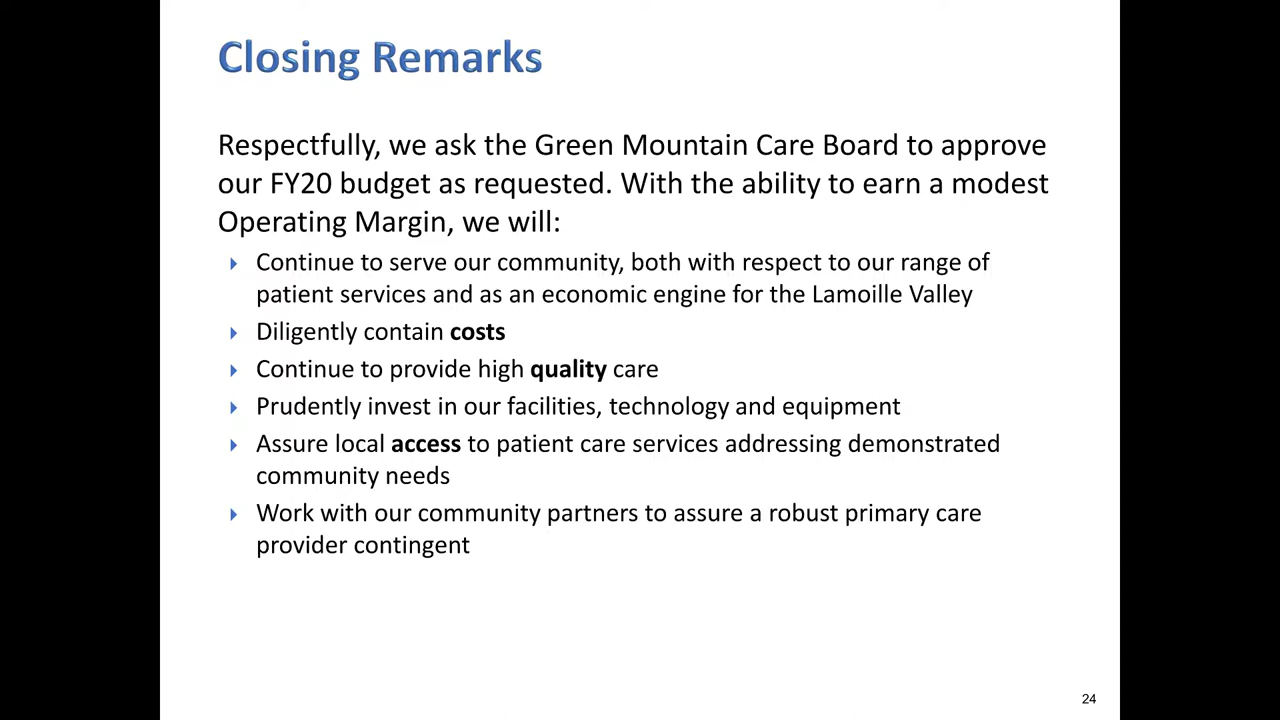 Closing Remarks
Respectfully, we ask the Green Mountain Care Board to approve
our FY20 budget as requested. With the ability to earn a modest
Operating Margin, we will:
Continue to serve our community, both with respect to our range of
patient services and as an economic engine for the Lamoille Valley
Diligently contain costs
Continue to provide high quality care
Prudently invest in our facilities, technology and equipment
Assure local access to patient care services addressing demonstrated
community needs
Work with our community partners to assure a robust primary care
provider contingent
24